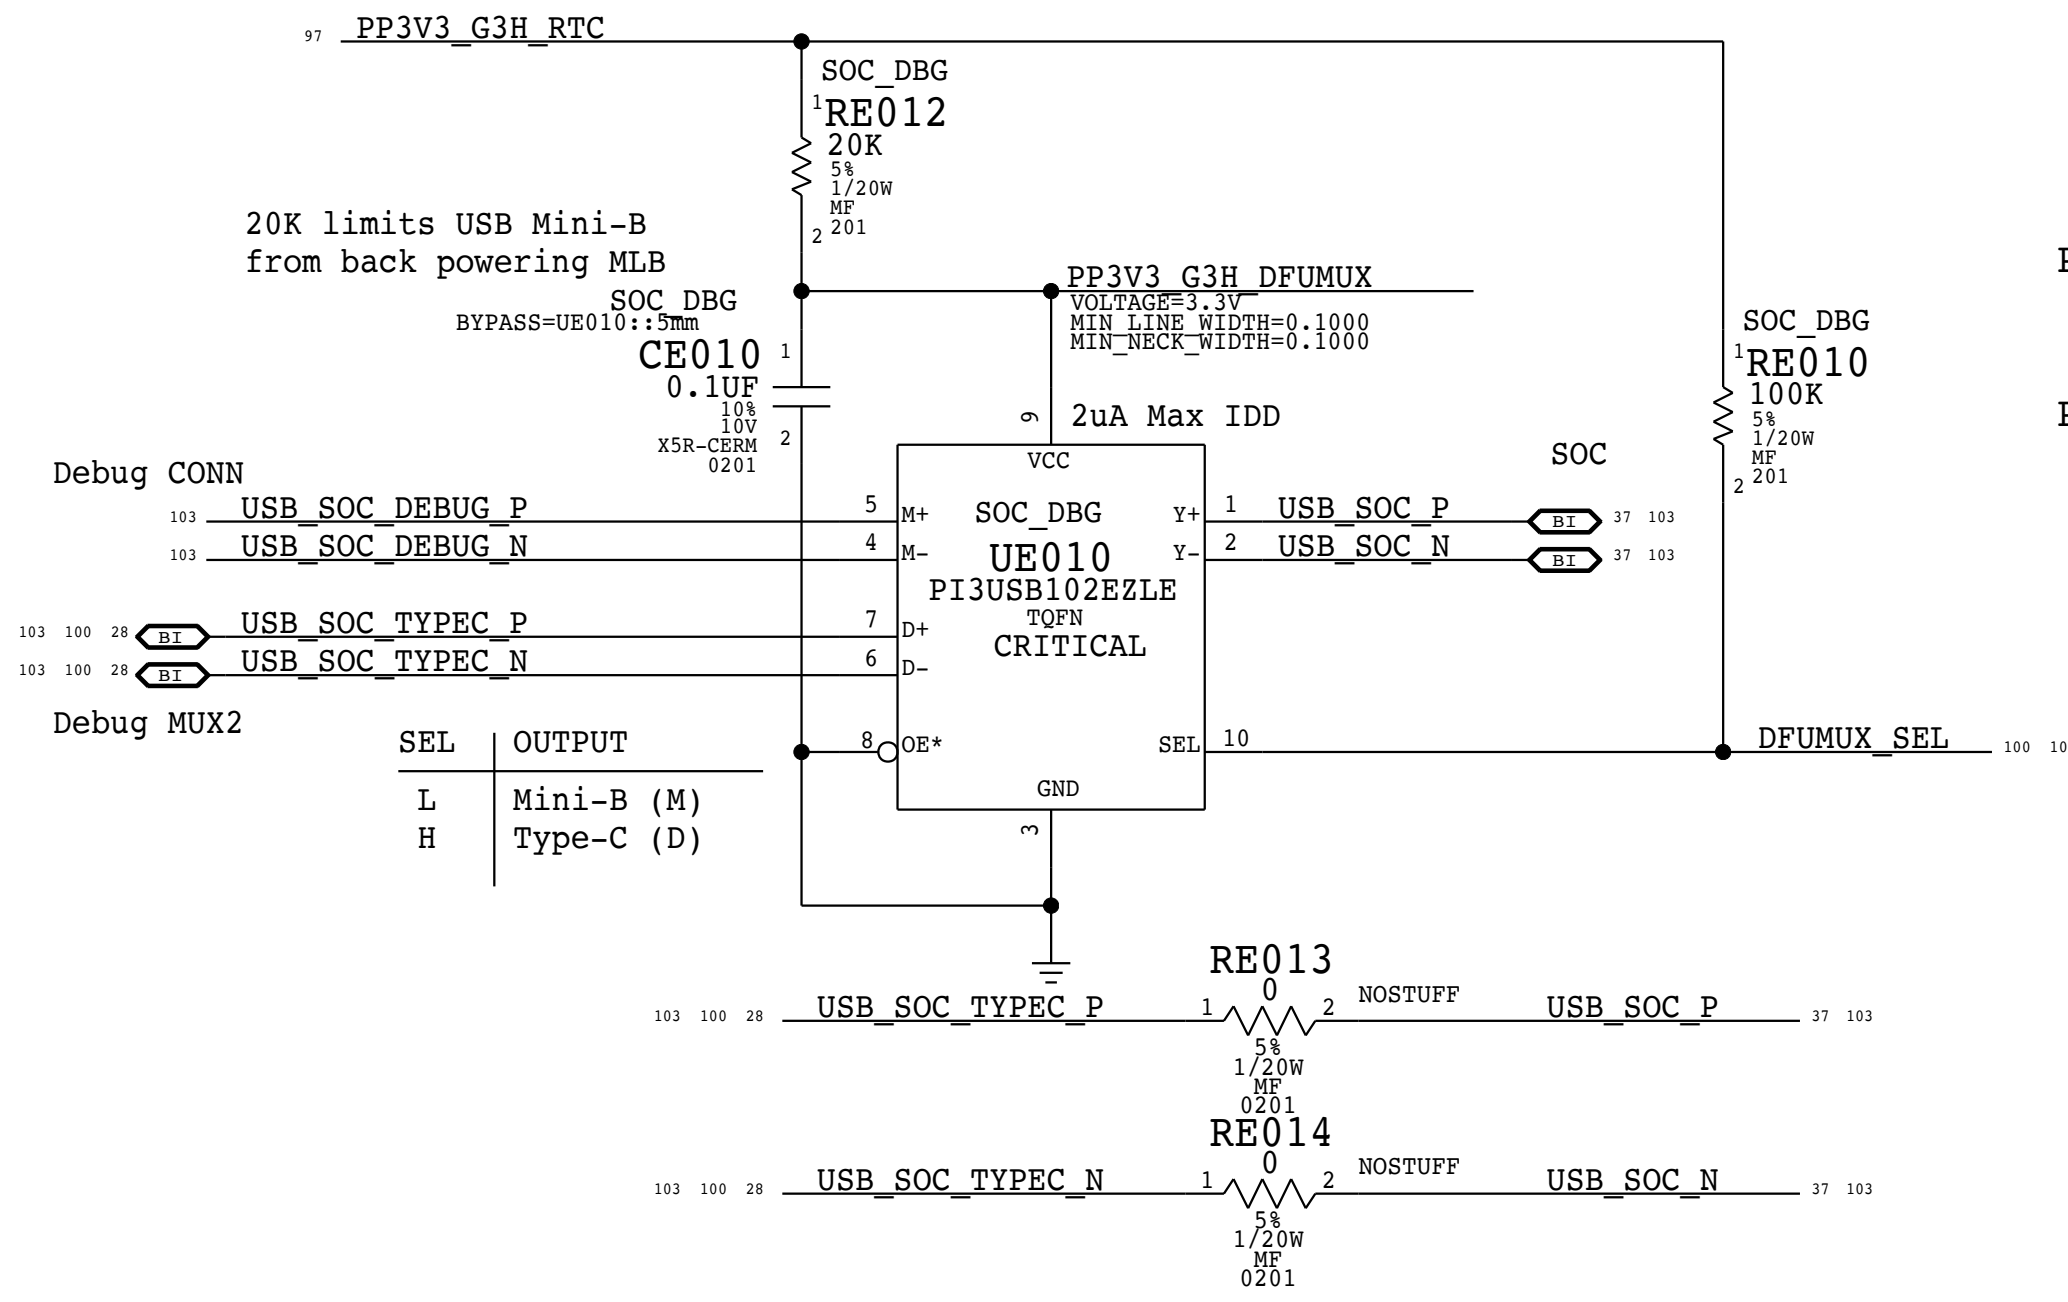 97 PP3V3_G3H_RTC
SOC_DBG
1 RE012
20K
5%
1/20W
MF
201
2
20K limits USB Mini-B
from back powering MLB
PP3V3_G3H_DFUMUX
VOLTAGE=3.3V
MIN_LINE_WIDTH=0.1000
MIN_NECK_WIDTH=0.1000
SOC_DBG
BYPASS=UE010::5mm
CE010 1
0.1UF
10%
10V
X5R-CERM
0201
2
SOC_DBG
1 RE010
100K
5%
1/20W
MF
201
2
9 2uA Max IDD
VCC
SOC
Debug CONN
103 USB_SOC_DEBUG_P 5 M+
103 USB_SOC_DEBUG_N 4 M-
SOC_DBG
UE010
PI3USB102EZLE
TQFN
CRITICAL
Y+ 1 USB_SOC_P BI 37 103
Y- 2 USB_SOC_N BI 37 103
103 100 28 BI USB_SOC_TYPEC_P 7 D+
103 100 28 BI USB_SOC_TYPEC_N 6 D-
Debug MUX2
8 OE*
SEL 10 DFUMUX_SEL 100
GND
3
SEL OUTPUT
L Mini-B (M)
H Type-C (D)
RE013
0
103 100 28 USB_SOC_TYPEC_P 1 2 NOSTUFF USB_SOC_P 37 103
5%
1/20W
MF
0201
RE014
0
103 100 28 USB_SOC_TYPEC_N 1 2 NOSTUFF USB_SOC_N 37 103
5%
1/20W
MF
0201